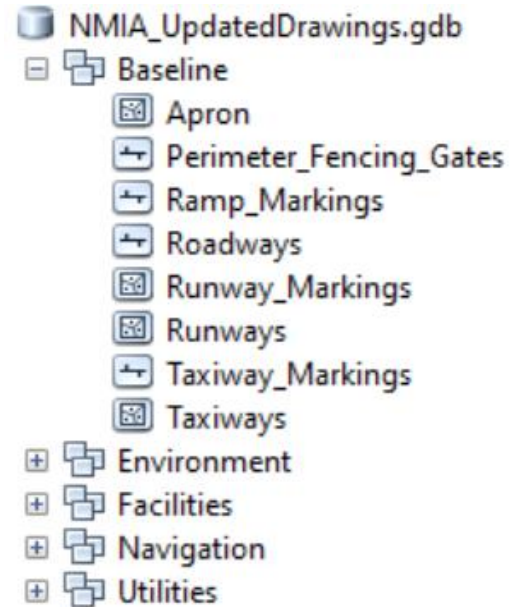 NMIA_UpdatedDrawings.gdb
Baseline
Apron
Perimeter_Fencing_Gates
Ramp_Markings
Roadways
Runway_Markings
Runways
Taxiway_Markings
Taxiways
Environment
Facilities
Navigation
Utilities